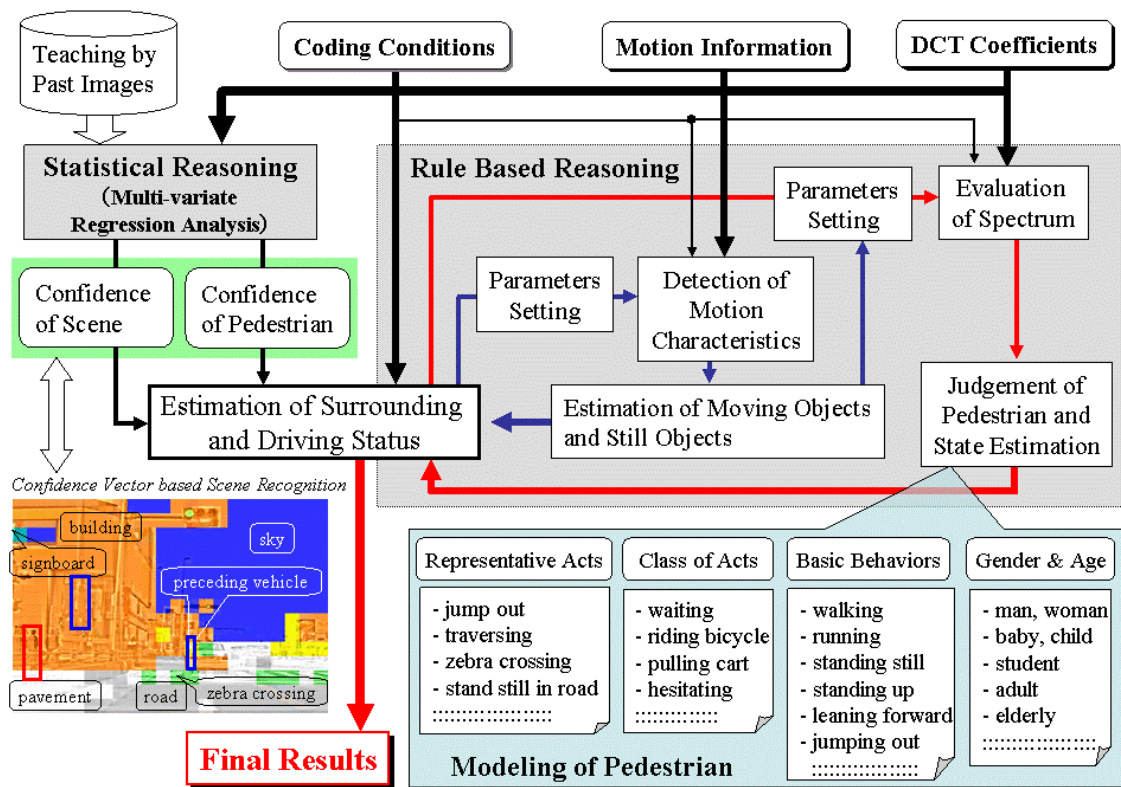 Teaching by
Past Images
Coding Conditions
Motion Information
DCT Coefficients
Statistical Reasoning
(Multi-variate
Regression Analysis)
Rule Based Reasoning
Parameters
Setting
Evaluation
of Spectrum
Confidence
of Scene
Confidence
of Pedestrian
Parameters
Setting
Detection of
Motion
Characteristics
Estimation of Surrounding
and Driving Status
Estimation of Moving Objects
and Still Objects
Judgement of
Pedestrian and
State Estimation
Confidence Vector based Scene Recognition
building
signboard
sky
preceding vehicle
pavement
road
zebra crossing
Final Results
Representative Acts
- jump out
- traversing
- zebra crossing
- stand still in road
::::::::::::::::::::
Class of Acts
- waiting
- riding bicycle
- pulling cart
- hesitating
::::::::::::::
Basic Behaviors
- walking
- running
- standing still
- standing up
- leaning forward
- jumping out
:::::::::::::::::
Gender & Age
- man, woman
- baby, child
- student
- adult
- elderly
::::::::::::::::::::
Modeling of Pedestrian